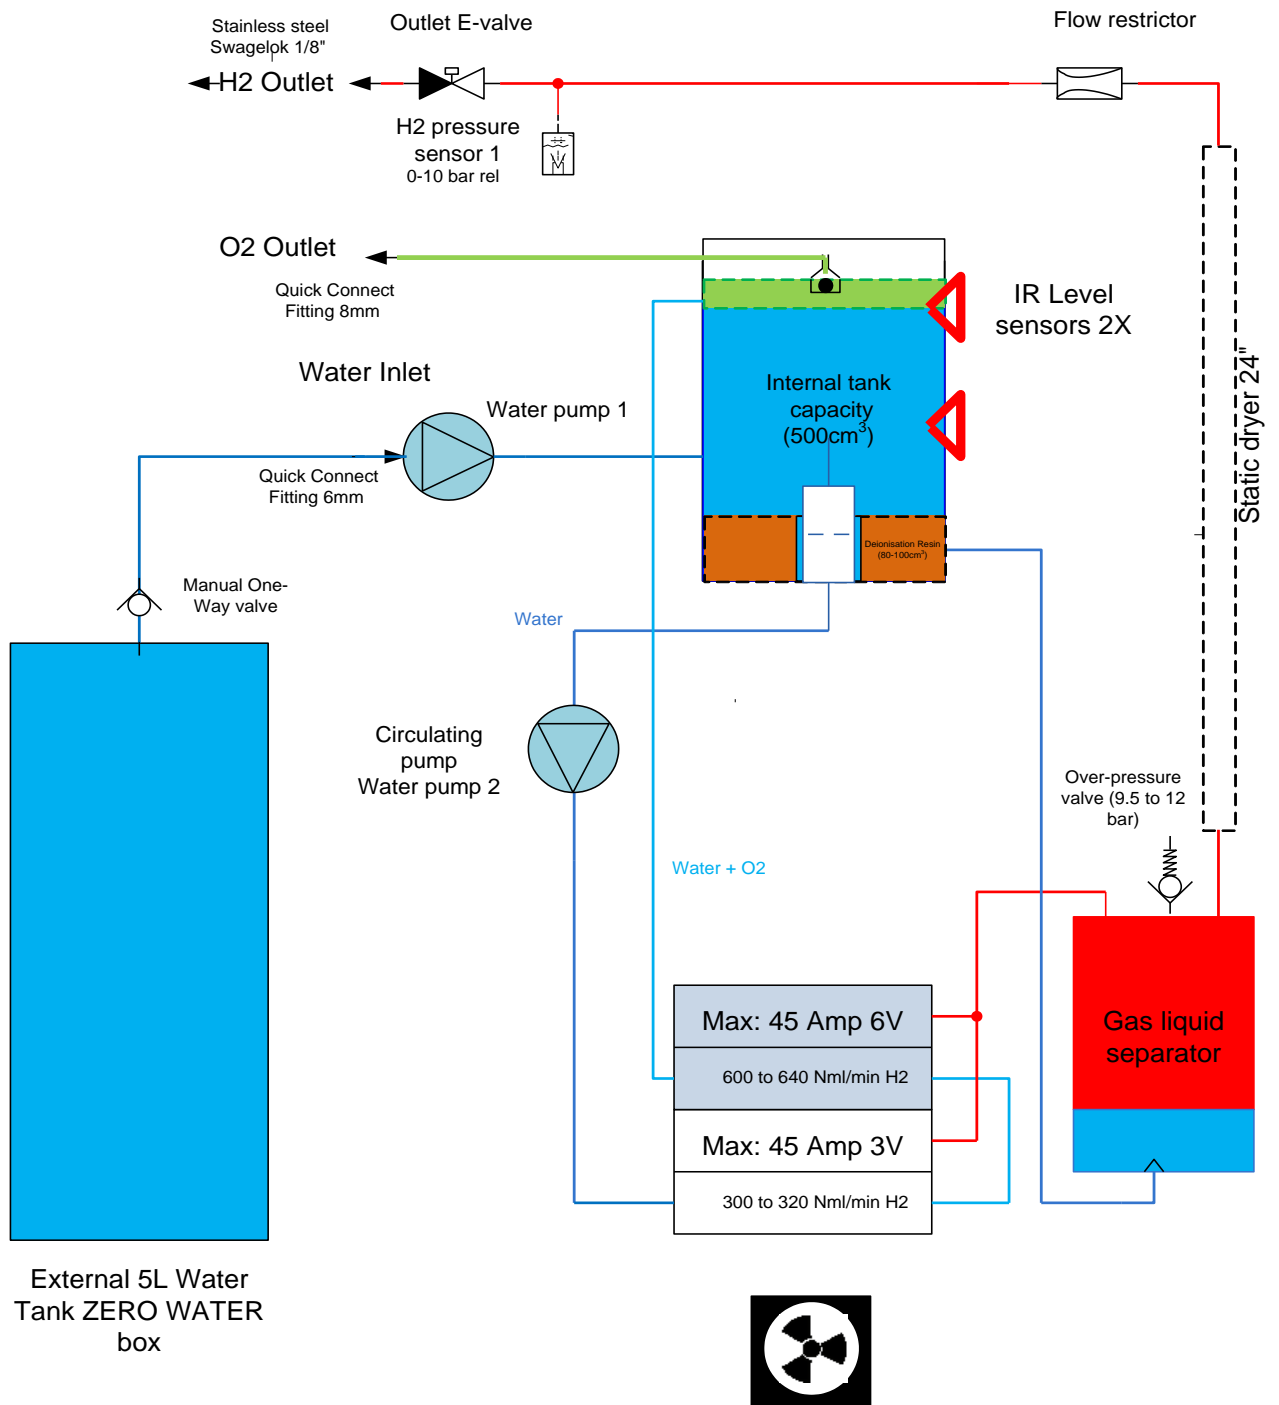 Stainless steel
Swagelok 1/8"
Outlet E-valve
Flow restrictor
H2 Outlet
H2 pressure
sensor 1
0-10 bar rel
O2 Outlet
Quick Connect
Fitting 8mm
IR Level
sensors 2X
Water Inlet
Water pump 1
Internal tank
capacity
(500cm³)
Static dryer 24"
Quick Connect
Fitting 6mm
Deionisation Resin
(80-100cm³)
Manual One-
Way valve
Water
Circulating
pump
Water pump 2
Over-pressure
valve (9.5 to 12
bar)
Water + O2
Max: 45 Amp 6V
600 to 640 Nml/min H2
Max: 45 Amp 3V
300 to 320 Nml/min H2
Gas liquid
separator
External 5L Water
Tank ZERO WATER
box